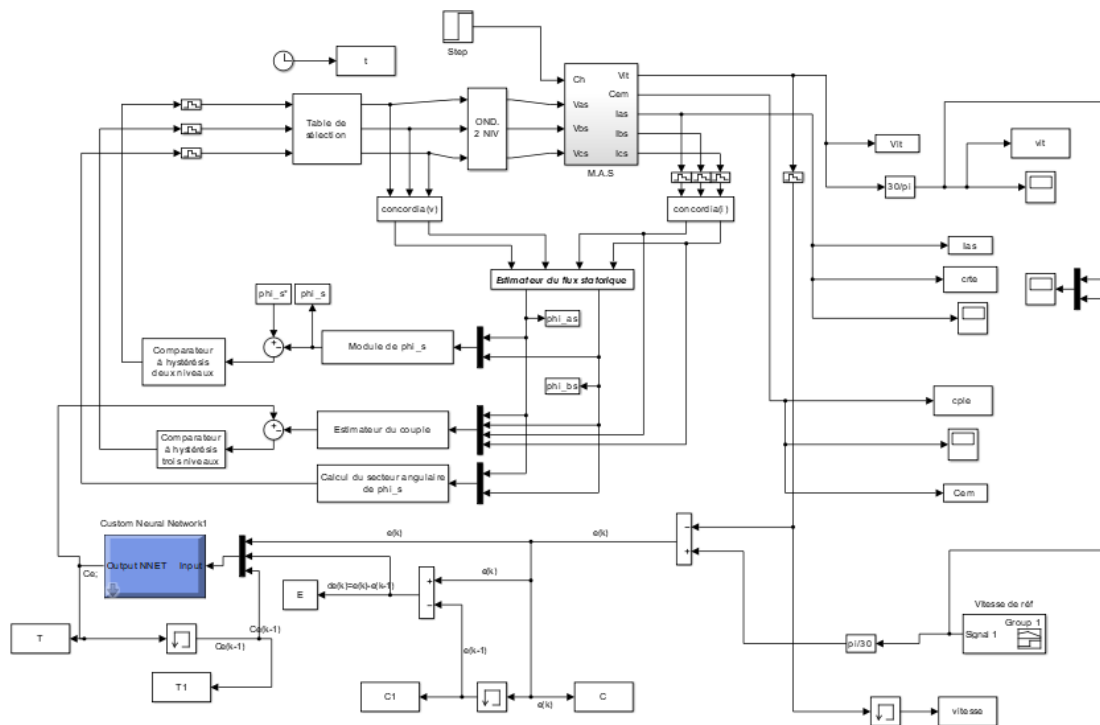 Step
t
Ch
Vas
Vbs
Vcs
Vit
Cem
Ias
Ibs
Ics
M.A.S
Table de
sélection
OND.
2 NIV
concordia(v)
concordia(i)
Vit
vit
30/pi
Ias
crte
Estimateur du flux statorique
phi_s*
phi_s
phi_as
Comparateur
à hystérésis
deux niveaux
+
-
Module de phi_s
phi_bs
cple
Comparateur
à hystérésis
trois niveaux
+
-
Estimateur du couple
Calcul du secteur angulaire
de phi_s
Cem
Custom Neural Network1
Output NNET
Input
Ce;
e(k)
e(k)
−
+
e(k)
+
−
de(k)=e(k)-e(k-1)
E
Ce(k-1)
T
Ce(k-1)
T1
e(k-1)
C1
e(k)
C
Vitesse de réf
Group 1
Signal 1
pi/30
vitesse